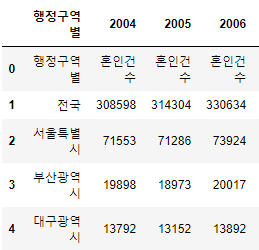 행정구역
별 2004 2005 2006
0 행정구역
별 혼인건
수 혼인건
수 혼인건
수
1 전국 308598 314304 330634
2 서울특별
시 71553 71286 73924
3 부산광역
시 19898 18973 20017
4 대구광역
시 13792 13152 13892